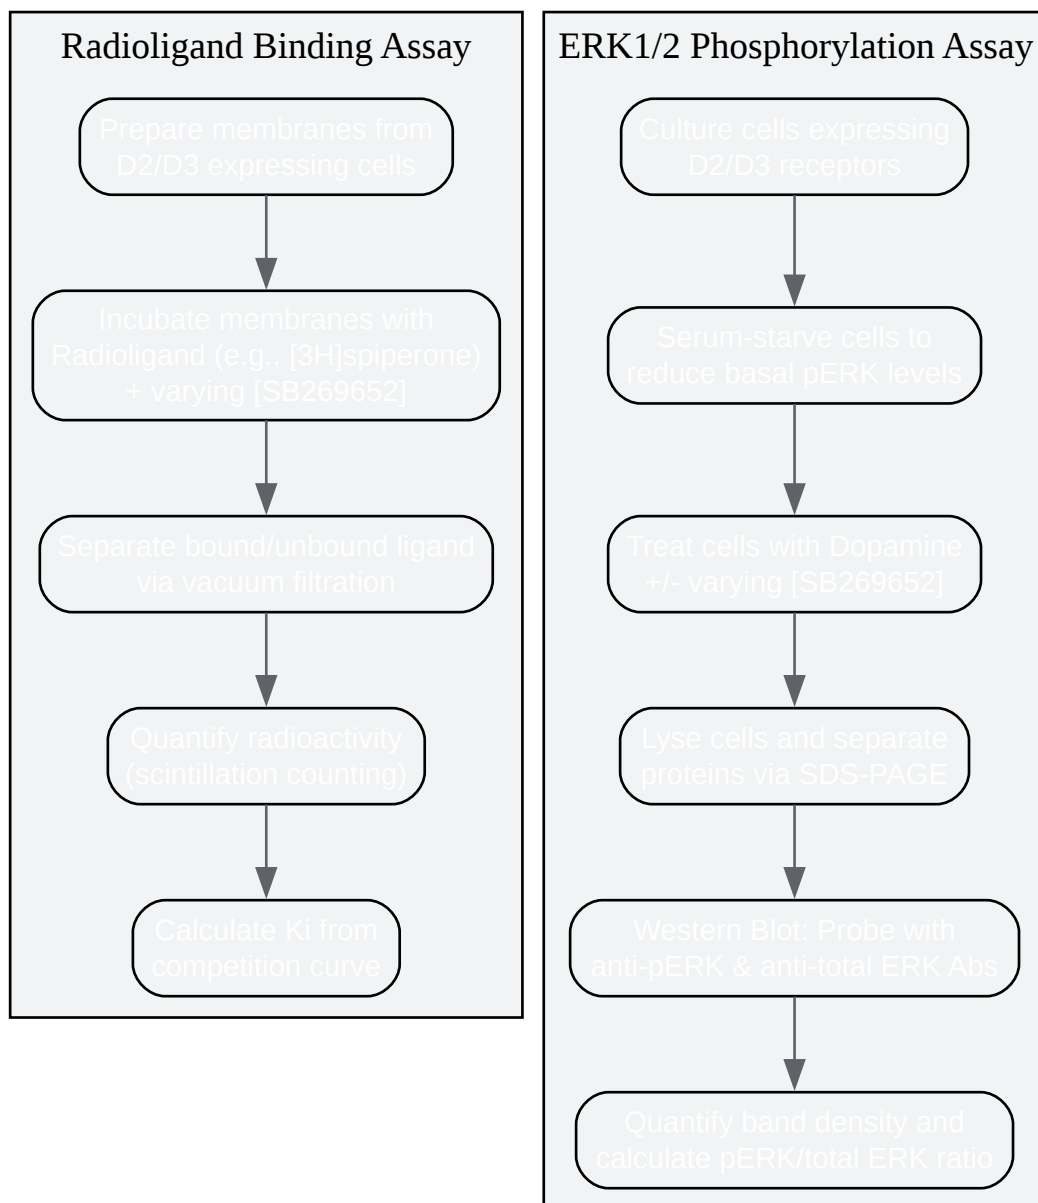 Radioligand Binding Assay
Prepare membranes from
D2/D3 expressing cells
Incubate membranes with
Radioligand (e.g., [3H]spiperone)
+ varying [SB269652]
Separate bound/unbound ligand
via vacuum filtration
Quantify radioactivity
(scintillation counting)
Calculate Ki from
competition curve
ERK1/2 Phosphorylation Assay
Culture cells expressing
D2/D3 receptors
Serum-starve cells to
reduce basal pERK levels
Treat cells with Dopamine
+/- varying [SB269652]
Lyse cells and separate
proteins via SDS-PAGE
Western Blot: Probe with
anti-pERK & anti-total ERK Abs
Quantify band density and
calculate pERK/total ERK ratio